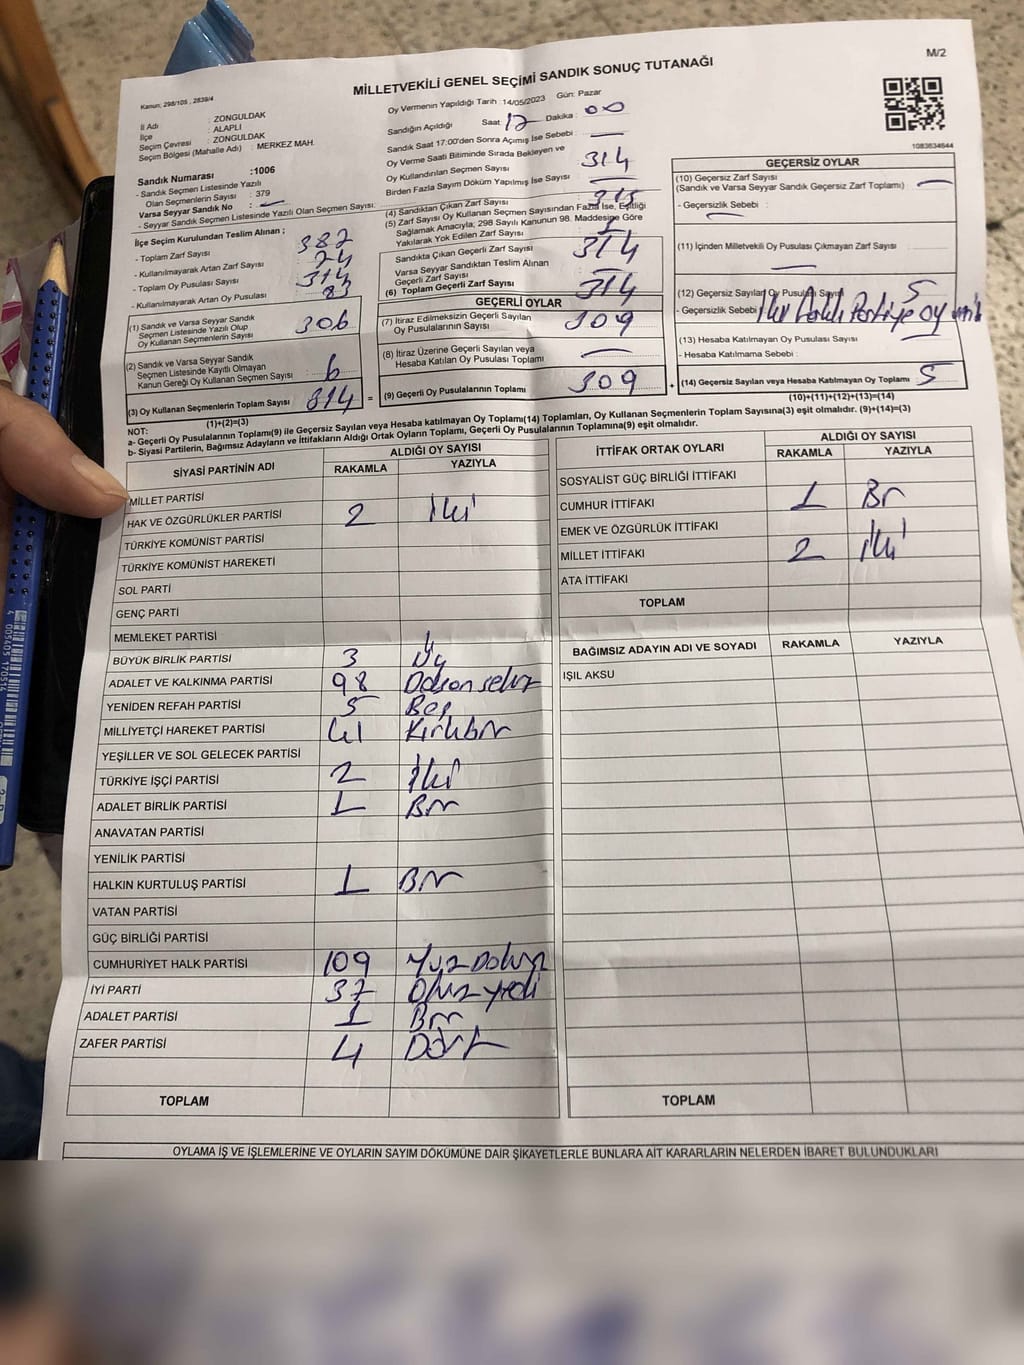 M/2
MİLLETVEKİLİ GENEL SEÇİMİ SANDIK SONUÇ TUTANAĞI
Kanun: 298/105 , 2839/4
1083634644
İl Adı : ZONGULDAK
İlçe : ALAPLI
Seçim Çevresi : ZONGULDAK
Seçim Bölgesi (Mahalle Adı) : MERKEZ MAH.
Sandık Numarası :1006
- Sandık Seçmen Listesinde Yazılı
Olan Seçmenlerin Sayısı : 379
Varsa Seyyar Sandık No : —
- Seyyar Sandık Seçmen Listesinde Yazılı Olan Seçmen Sayısı:
İlçe Seçim Kurulundan Teslim Alınan ;
- Toplam Zarf Sayısı : 387
- Kullanılmayarak Artan Zarf Sayısı :
- Toplam Oy Pusulası Sayısı :
- Kullanılmayarak Artan Oy Pusulası : 83
(1) Sandık ve Varsa Seyyar Sandık
Seçmen Listesinde Yazılı Olup
Oy Kullanan Seçmenlerin Sayısı : 306
(2) Sandık ve Varsa Seyyar Sandık
Seçmen Listesinde Kayıtlı Olmayan
Kanun Gereği Oy Kullanan Seçmen Sayısı : 6
(3) Oy Kullanan Seçmenlerin Toplam Sayısı 314
(1)+(2)=(3)
Oy Vermenin Yapıldığı Tarih : 14/05/2023 Gün: Pazar
Sandığın Açıldığı Saat: 17 Dakika : 00
Sandık Saat 17:00'den Sonra Açımış İse Sebebi : —
Oy Verme Saati Bitiminde Sırada Bekleyen ve
Oy Kullandırılan Seçmen Sayısı : 314
Birden Fazla Sayım Döküm Yapılmış İse Sayısı : —
(4) Sandıktan Çıkan Zarf Sayısı : 315
(5) Zarf Sayısı Oy Kullanan Seçmen Sayısından Fazla İse, Eşitliği
Sağlamak Amacıyla, 298 Sayılı Kanunun 98. Maddesine Göre
Yakılarak Yok Edilen Zarf Sayısı : 1
Sandıkta Çıkan Geçerli Zarf Sayısı : 314
Varsa Seyyar Sandıktan Teslim Alınan
Geçerli Zarf Sayısı : —
(6) Toplam Geçerli Zarf Sayısı : 314
GEÇERLİ OYLAR
(7) İtiraz Edilmeksizin Geçerli Sayılan
Oy Pusulalarının Sayısı : 309
(8) İtiraz Üzerine Geçerli Sayılan veya
Hesaba Katılan Oy Pusulası Toplamı : —
= (9) Geçerli Oy Pusulalarının Toplamı : 309 +
GEÇERSİZ OYLAR
(10) Geçersiz Zarf Sayısı
(Sandık ve Varsa Seyyar Sandık Geçersiz Zarf Toplamı) : —
- Geçersizlik Sebebi : —
(11) İçinden Milletvekili Oy Pusulası Çıkmayan Zarf Sayısı : —
(12) Geçersiz Sayılan Oy Pusulası Sayısı : 5
- Geçersizlik Sebebi : Partiye oy
(13) Hesaba Katılmayan Oy Pusulası Sayısı : —
- Hesaba Katılmama Sebebi :
(14) Geçersiz Sayılan veya Hesaba Katılmayan Oy Toplamı : 5
(10)+(11)+(12)+(13)=(14)
NOT:
a- Geçerli Oy Pusulalarının Toplamı(9) ile Geçersiz Sayılan veya Hesaba katılmayan Oy Toplamı(14) Toplamları, Oy Kullanan Seçmenlerin Toplam Sayısına(3) eşit olmalıdır. (9)+(14)=(3)
b- Siyasi Partilerin, Bağımsız Adayların ve İttifakların Aldığı Ortak Oyların Toplamı, Geçerli Oy Pusulalarının Toplamına(9) eşit olmalıdır.
SİYASİ PARTİNİN ADI ALDIĞI OY SAYISI
RAKAMLA YAZIYLA
MİLLET PARTİSİ
HAK VE ÖZGÜRLÜKLER PARTİSİ 2 İki
TÜRKİYE KOMÜNİST PARTİSİ
TÜRKİYE KOMÜNİST HAREKETİ
SOL PARTİ
GENÇ PARTİ
MEMLEKET PARTİSİ
BÜYÜK BİRLİK PARTİSİ 3 Üç
ADALET VE KALKINMA PARTİSİ 98 Doksan sekiz
YENİDEN REFAH PARTİSİ 5 Beş
MİLLİYETÇİ HAREKET PARTİSİ 41 Kırkbir
YEŞİLLER VE SOL GELECEK PARTİSİ
TÜRKİYE İŞÇİ PARTİSİ 2 İki
ADALET BİRLİK PARTİSİ 1 Bir
ANAVATAN PARTİSİ
YENİLİK PARTİSİ
HALKIN KURTULUŞ PARTİSİ 1 Bir
VATAN PARTİSİ
GÜÇ BİRLİĞİ PARTİSİ
CUMHURİYET HALK PARTİSİ 109 Yüz Dokuz
İYİ PARTİ 37 Otuz yedi
ADALET PARTİSİ 1 Bir
ZAFER PARTİSİ 4 Dört
TOPLAM
İTTİFAK ORTAK OYLARI ALDIĞI OY SAYISI
RAKAMLA YAZIYLA
SOSYALİST GÜÇ BİRLİĞİ İTTİFAKI
CUMHUR İTTİFAKI 1 Bir
EMEK VE ÖZGÜRLÜK İTTİFAKI
MİLLET İTTİFAKI 2 İki
ATA İTTİFAKI
TOPLAM
BAĞIMSIZ ADAYIN ADI VE SOYADI RAKAMLA YAZIYLA
IŞIL AKSU
TOPLAM
OYLAMA İŞ VE İŞLEMLERİNE VE OYLARIN SAYIM DÖKÜMÜNE DAİR ŞİKAYETLERLE BUNLARA AİT KARARLARIN NELERDEN İBARET BULUNDUKLARI
4 005405 170514